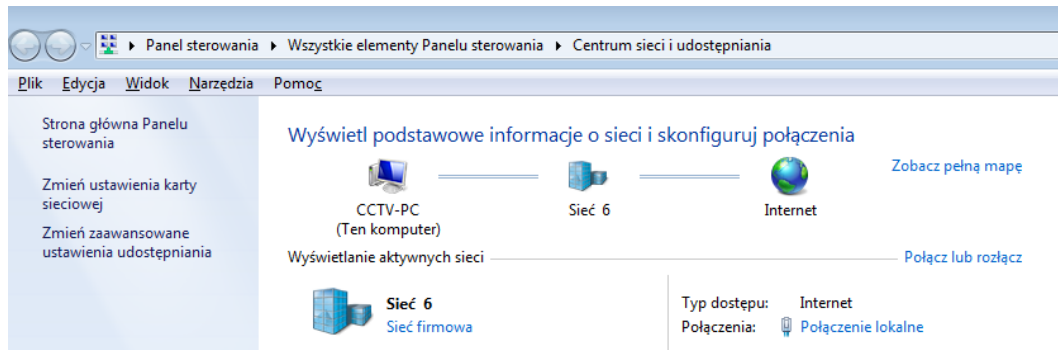 Panel sterowania ▸ Wszystkie elementy Panelu sterowania ▸ Centrum sieci i udostępniania
Plik Edycja Widok Narzędzia Pomoc
Strona główna Panelu
sterowania
Zmień ustawienia karty
sieciowej
Zmień zaawansowane
ustawienia udostępniania
Wyświetl podstawowe informacje o sieci i skonfiguruj połączenia
Zobacz pełną mapę
CCTV-PC
(Ten komputer)
Sieć 6
Internet
Wyświetlanie aktywnych sieci
Połącz lub rozłącz
Sieć 6
Sieć firmowa
Typ dostępu: Internet
Połączenia: Połączenie lokalne